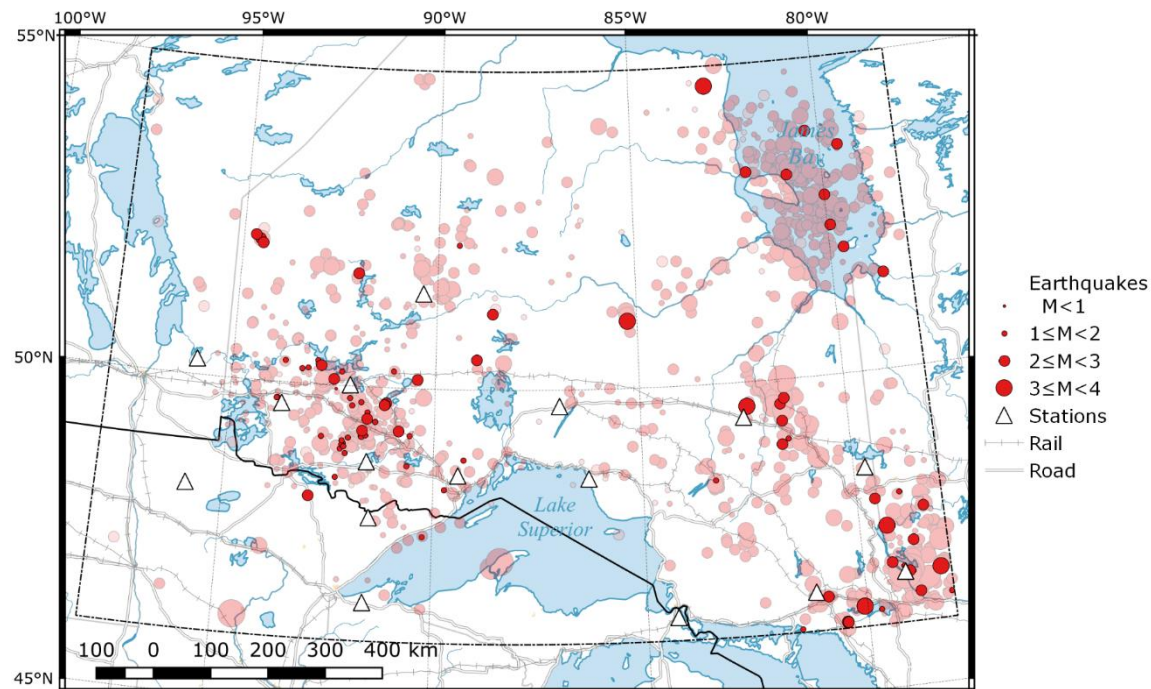 100°W 95°W 90°W 85°W 80°W
55°N
James
Bay
50°N
Lake
Superior
45°N
100 0 100 200 300 400 km
Earthquakes
M<1
1≤M<2
2≤M<3
3≤M<4
Stations
Rail
Road